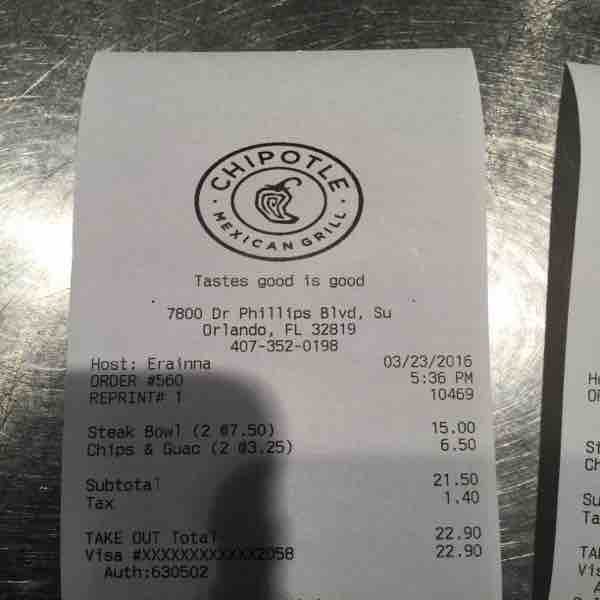 CHIPOTLE
MEXICAN GRILL
Tastes good is good
7800 Dr Phillips Blvd, Su
Orlando, FL 32819
407-352-0198
Host: Erainna 03/23/2016
ORDER #560 5:36 PM
REPRINT# 1 10469
Steak Bowl (2 @7.50) 15.00
Chips & Guac (2 @3.25) 6.50
Subtotal 21.50
Tax 1.40
TAKE OUT Total 22.90
Visa #XXXXXXXXXXXX2058 22.90
Auth:630502